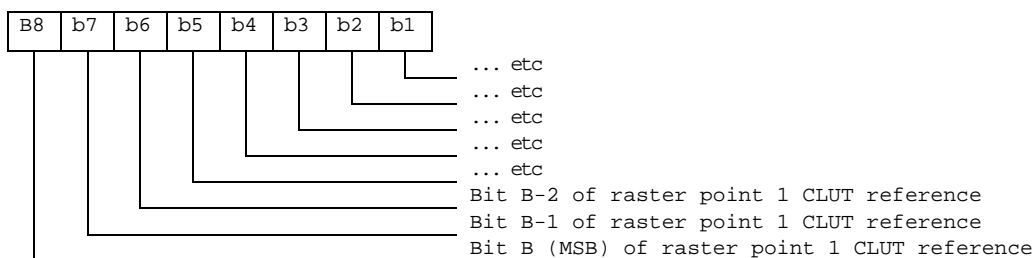 B8 b7 b6 b5 b4 b3 b2 b1
... etc
... etc
... etc
... etc
... etc
Bit B-2 of raster point 1 CLUT reference
Bit B-1 of raster point 1 CLUT reference
Bit B (MSB) of raster point 1 CLUT reference